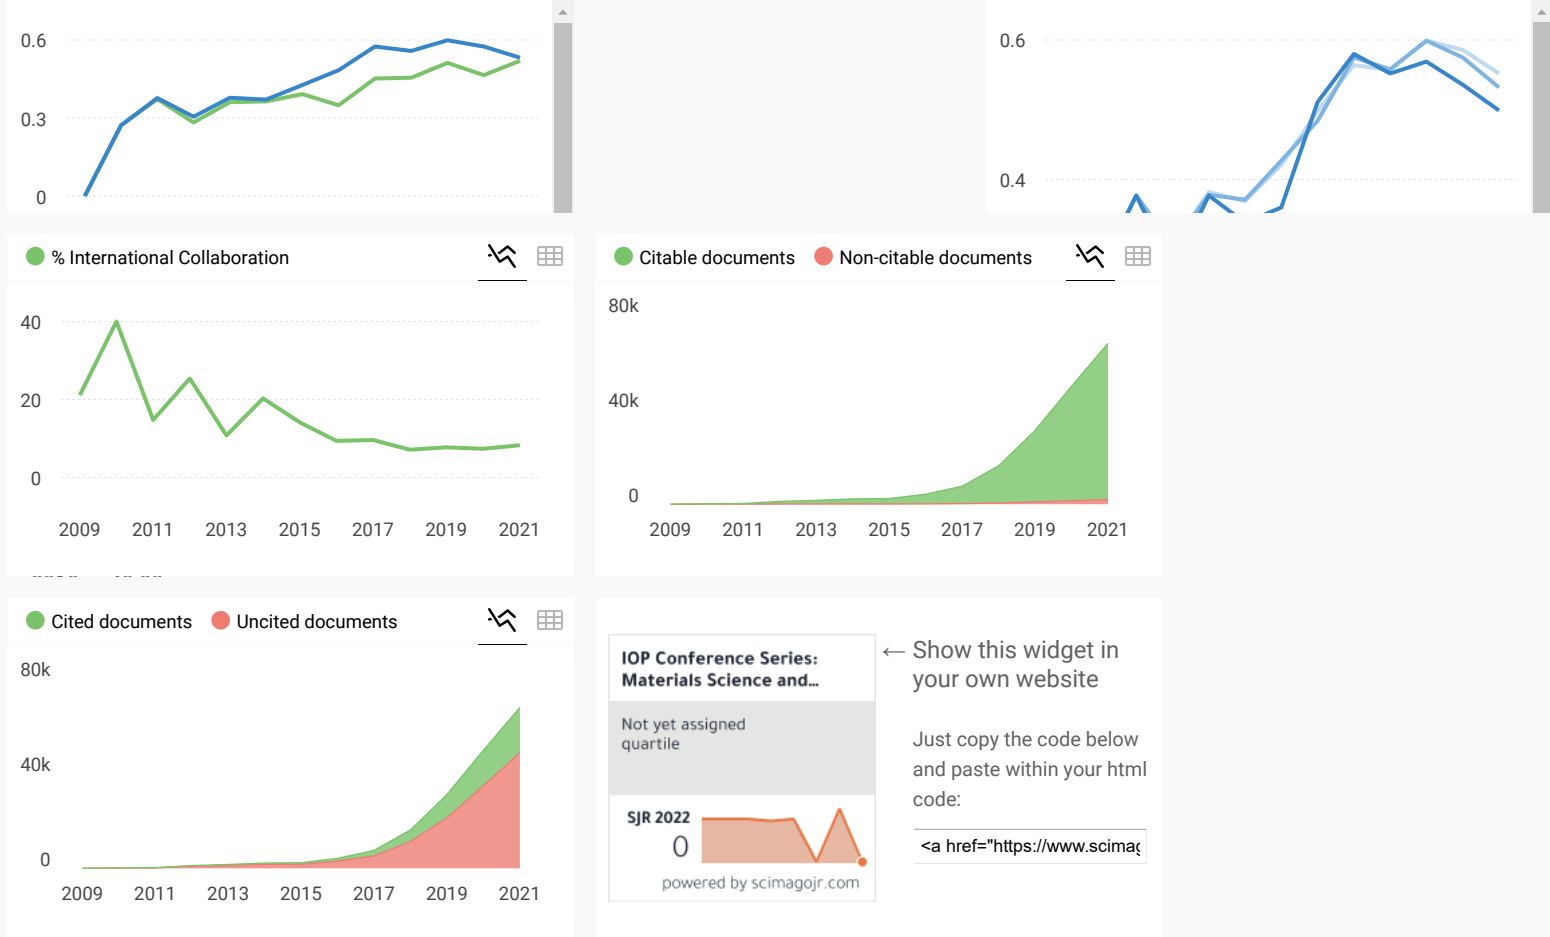 0.6
0.3
0
0.6
0.4
% International Collaboration
40
20
0
2009 2011 2013 2015 2017 2019 2021
Citable documents Non-citable documents
80k
40k
0
2009 2011 2013 2015 2017 2019 2021
Cited documents Uncited documents
80k
40k
0
2009 2011 2013 2015 2017 2019 2021
IOP Conference Series:
Materials Science and...
Not yet assigned
quartile
SJR 2022
0
powered by scimagojr.com
← Show this widget in
your own website
Just copy the code below
and paste within your html
code:
<a href="https://www.scimag